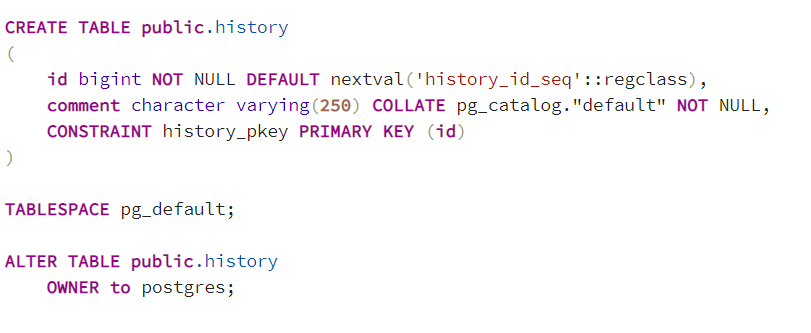 CREATE TABLE public.history
(
    id bigint NOT NULL DEFAULT nextval('history_id_seq'::regclass),
    comment character varying(250) COLLATE pg_catalog."default" NOT NULL,
    CONSTRAINT history_pkey PRIMARY KEY (id)
)
TABLESPACE pg_default;
ALTER TABLE public.history
    OWNER to postgres;